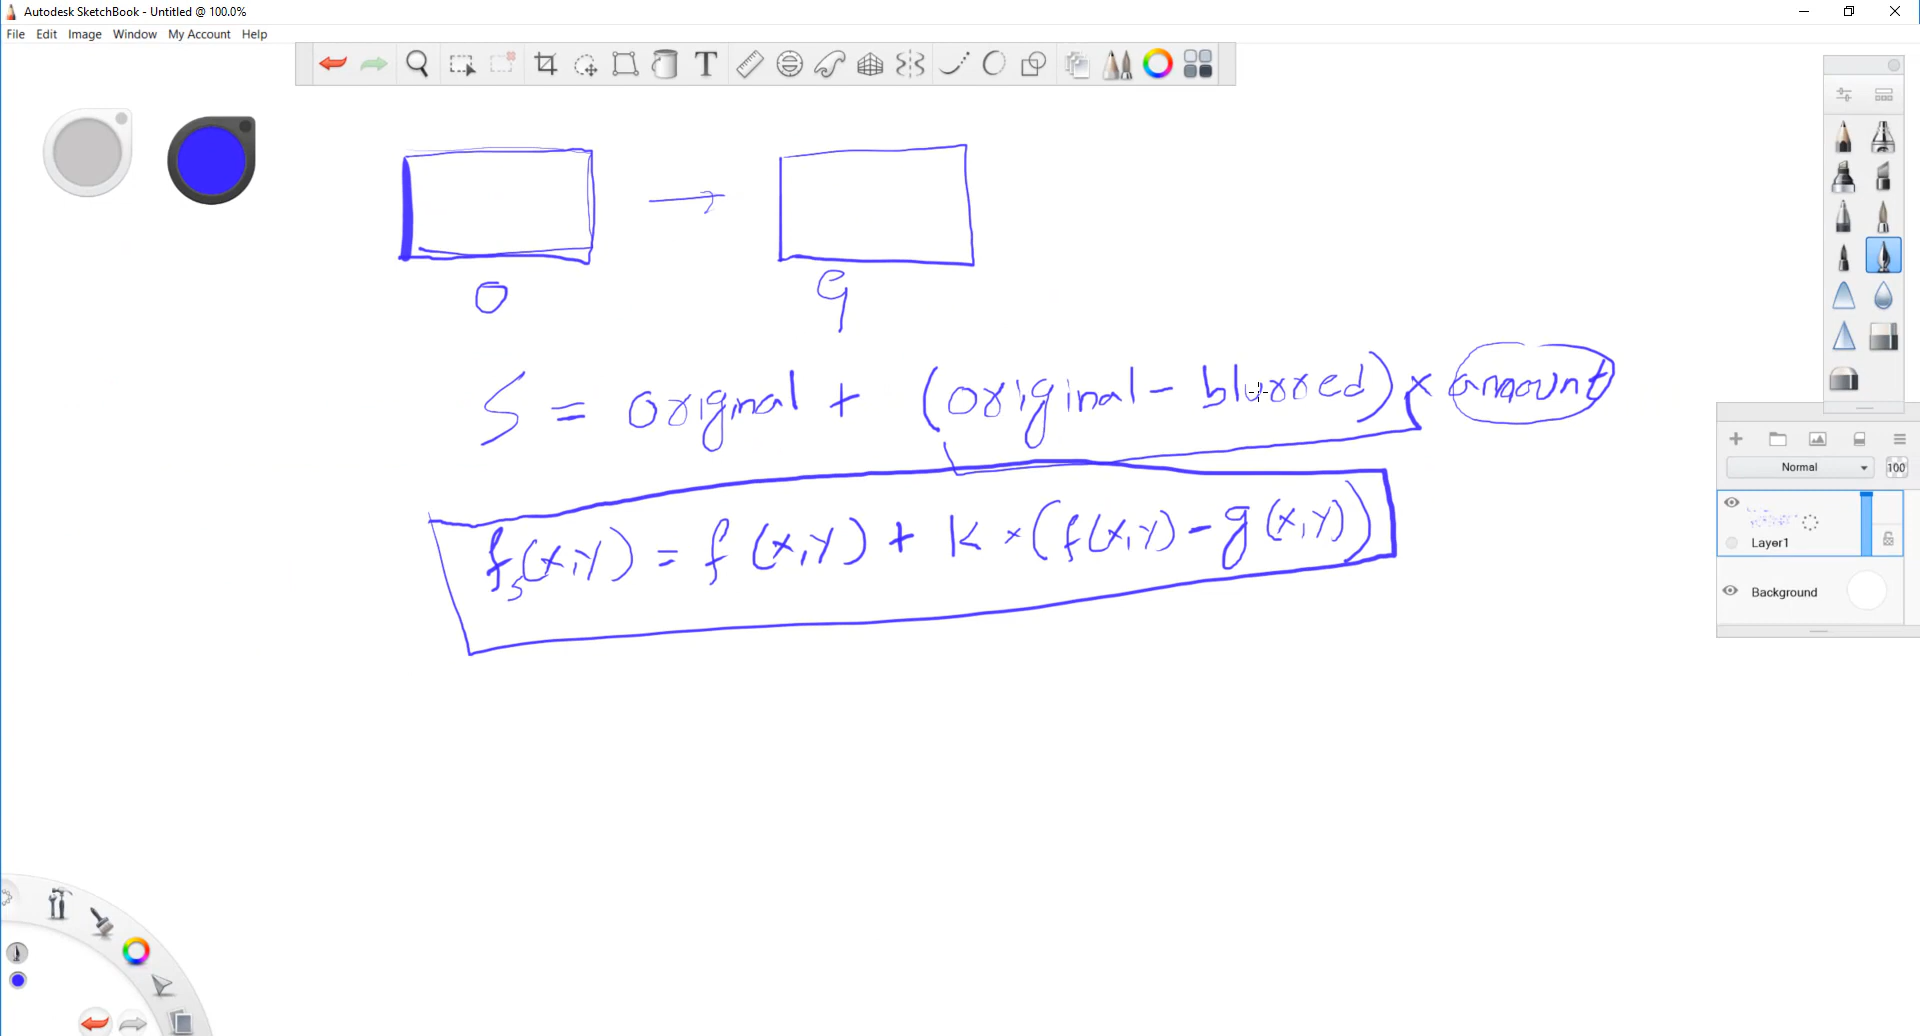 Autodesk SketchBook - Untitled @ 100.0%
File Edit Image Window My Account Help
T
O
g
S = original + (original - blurred) × amount
fs(x,y) = f(x,y) + k × (f(x,y) - g(x,y))
Normal 100
Layer1
Background